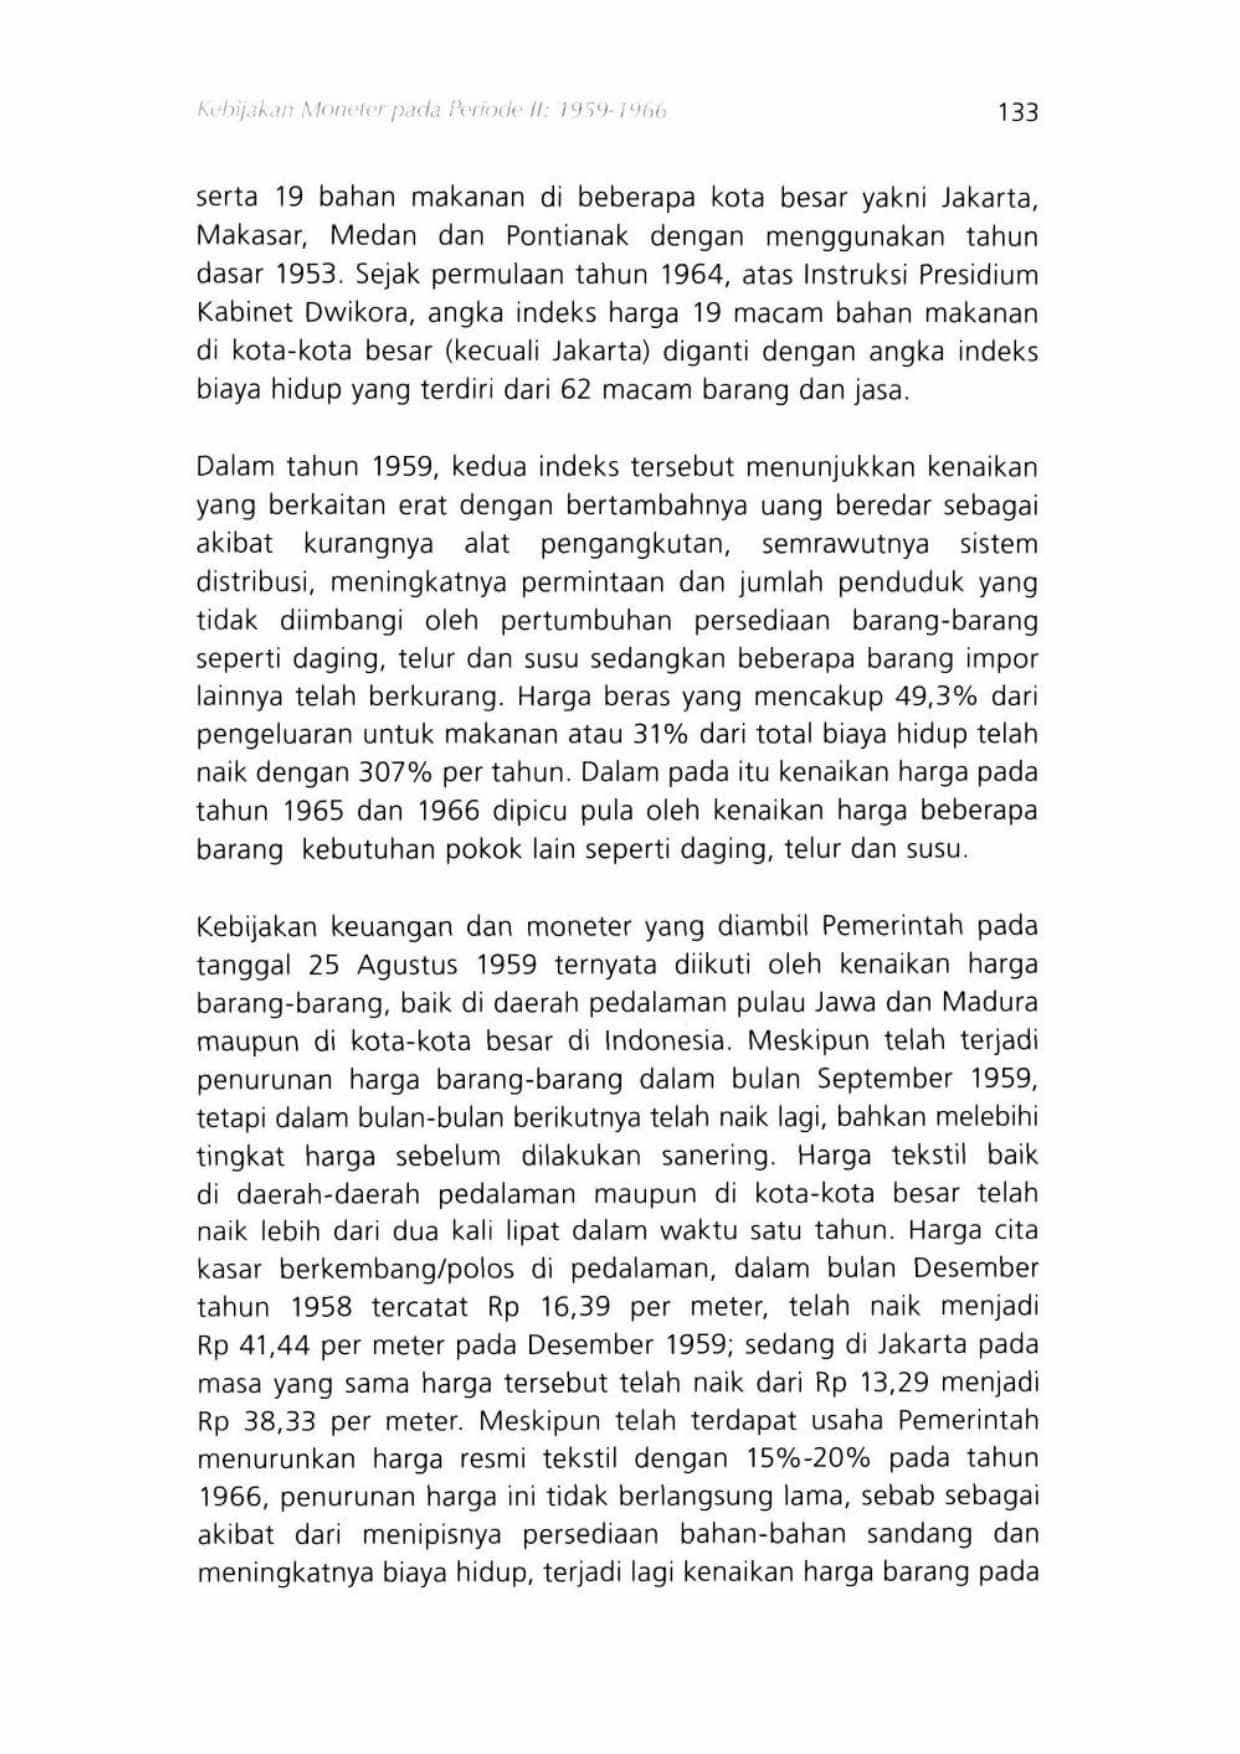 Kebijakan Moneter pada Periode II: 1959-1966 133
serta 19 bahan makanan di beberapa kota besar yakni Jakarta,
Makasar, Medan dan Pontianak dengan menggunakan tahun
dasar 1953. Sejak permulaan tahun 1964, atas Instruksi Presidium
Kabinet Dwikora, angka indeks harga 19 macam bahan makanan
di kota-kota besar (kecuali Jakarta) diganti dengan angka indeks
biaya hidup yang terdiri dari 62 macam barang dan jasa.
Dalam tahun 1959, kedua indeks tersebut menunjukkan kenaikan
yang berkaitan erat dengan bertambahnya uang beredar sebagai
akibat kurangnya alat pengangkutan, semrawutnya sistem
distribusi, meningkatnya permintaan dan jumlah penduduk yang
tidak diimbangi oleh pertumbuhan persediaan barang-barang
seperti daging, telur dan susu sedangkan beberapa barang impor
lainnya telah berkurang. Harga beras yang mencakup 49,3% dari
pengeluaran untuk makanan atau 31% dari total biaya hidup telah
naik dengan 307% per tahun. Dalam pada itu kenaikan harga pada
tahun 1965 dan 1966 dipicu pula oleh kenaikan harga beberapa
barang kebutuhan pokok lain seperti daging, telur dan susu.
Kebijakan keuangan dan moneter yang diambil Pemerintah pada
tanggal 25 Agustus 1959 ternyata diikuti oleh kenaikan harga
barang-barang, baik di daerah pedalaman pulau Jawa dan Madura
maupun di kota-kota besar di Indonesia. Meskipun telah terjadi
penurunan harga barang-barang dalam bulan September 1959,
tetapi dalam bulan-bulan berikutnya telah naik lagi, bahkan melebihi
tingkat harga sebelum dilakukan sanering. Harga tekstil baik
di daerah-daerah pedalaman maupun di kota-kota besar telah
naik lebih dari dua kali lipat dalam waktu satu tahun. Harga cita
kasar berkembang/polos di pedalaman, dalam bulan Desember
tahun 1958 tercatat Rp 16,39 per meter, telah naik menjadi
Rp 41,44 per meter pada Desember 1959; sedang di Jakarta pada
masa yang sama harga tersebut telah naik dari Rp 13,29 menjadi
Rp 38,33 per meter. Meskipun telah terdapat usaha Pemerintah
menurunkan harga resmi tekstil dengan 15%-20% pada tahun
1966, penurunan harga ini tidak berlangsung lama, sebab sebagai
akibat dari menipisnya persediaan bahan-bahan sandang dan
meningkatnya biaya hidup, terjadi lagi kenaikan harga barang pada